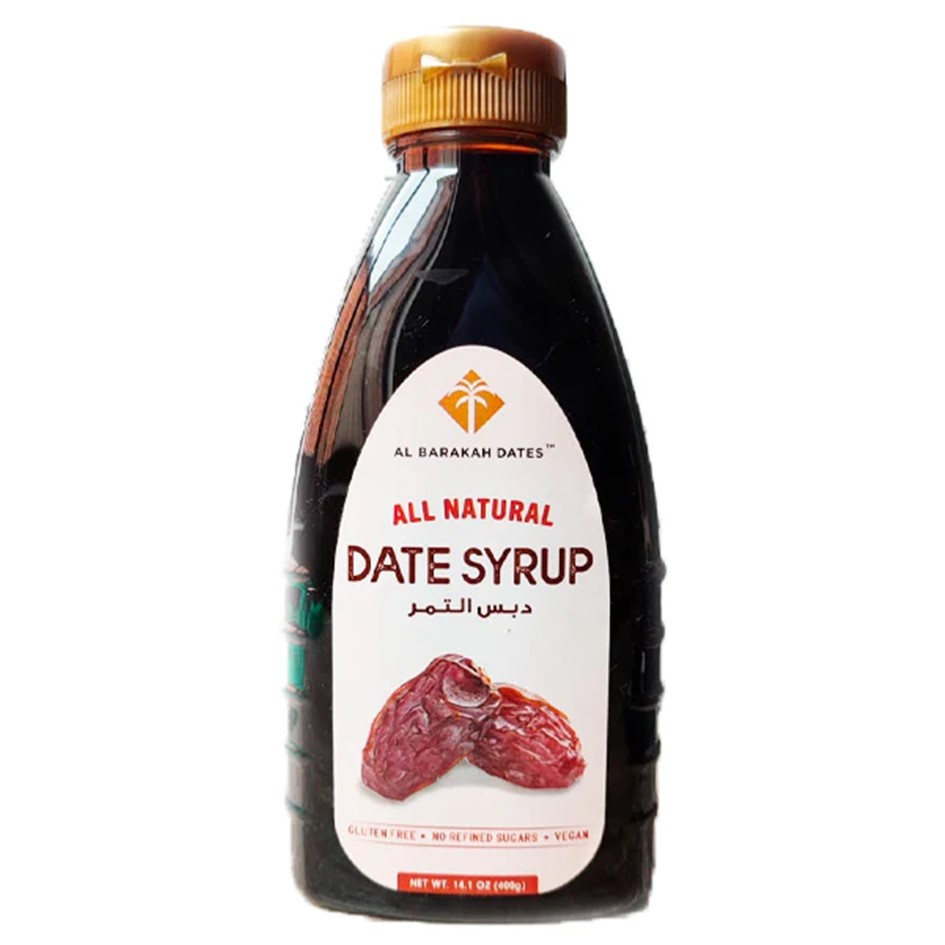 AL BARAKAH DATES™
ALL NATURAL
DATE SYRUP
دبس التمر
GLUTEN FREE • NO REFINED SUGARS • VEGAN
NET WT. 14.1 OZ (400g)